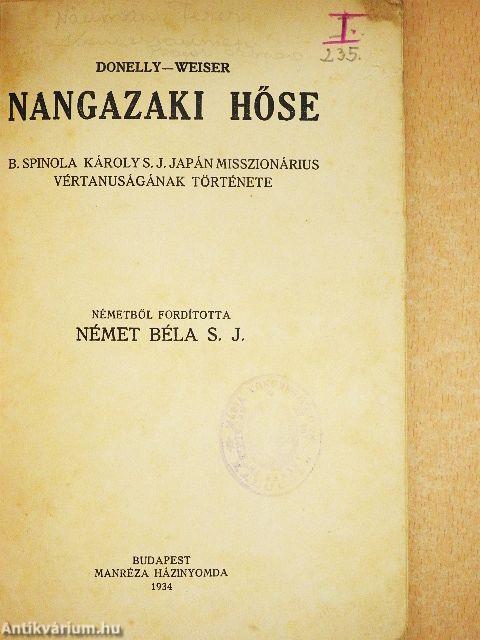 I.
235.
DONELLY—WEISER
NANGAZAKI HŐSE
B. SPINOLA KÁROLY S. J. JAPÁN MISSZIONÁRIUS
VÉRTANUSÁGÁNAK TÖRTÉNETE
NÉMETBŐL FORDÍTOTTA
NÉMET BÉLA S. J.
BUDAPEST
MANRÉZA HÁZINYOMDA
1934
Antikvárium.hu